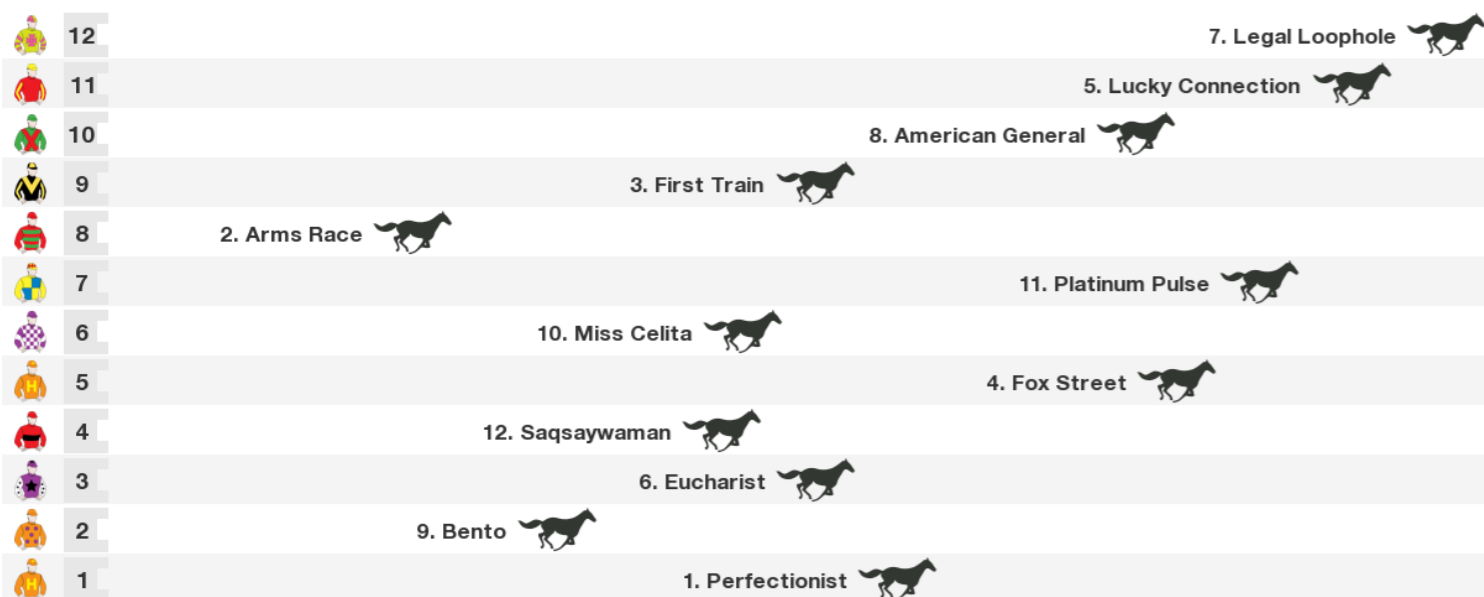 12 7. Legal Loophole
11 5. Lucky Connection
10 8. American General
9 3. First Train
8 2. Arms Race
7 11. Platinum Pulse
6 10. Miss Celita
H 5 4. Fox Street
4 12. Saqsaywaman
3 6. Eucharist
2 9. Bento
H 1 1. Perfectionist